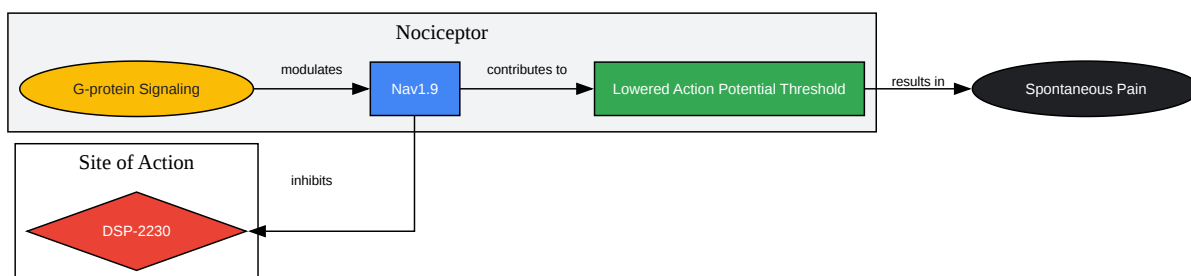 Nociceptor
G-protein Signaling
modulates
Nav1.9
contributes to
Lowered Action Potential Threshold
results in
Spontaneous Pain
Site of Action
inhibits
DSP-2230